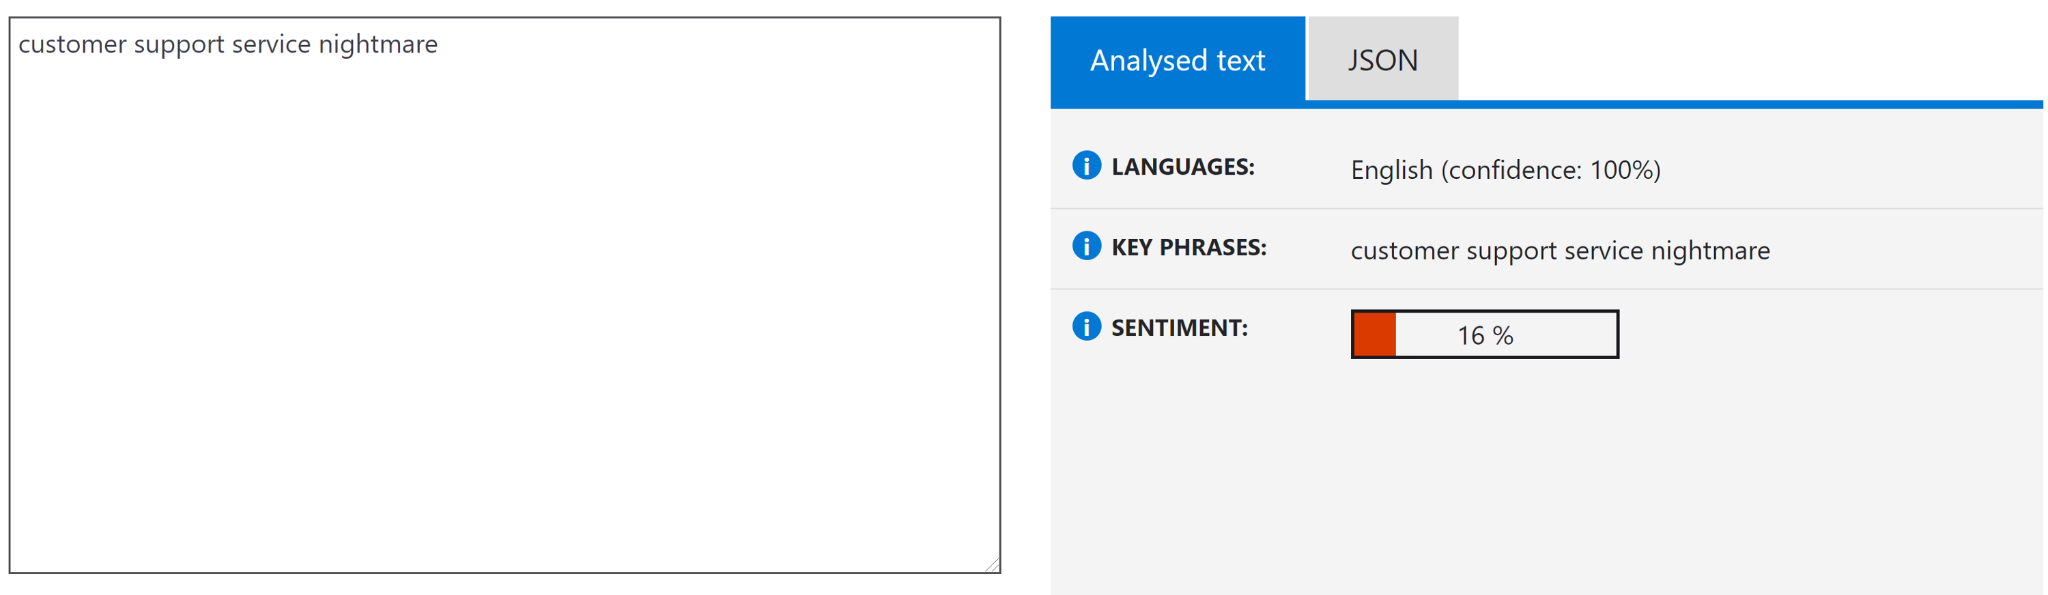 customer support service nightmare
Analysed text
JSON
LANGUAGES:
English (confidence: 100%)
KEY PHRASES:
customer support service nightmare
SENTIMENT:
16 %